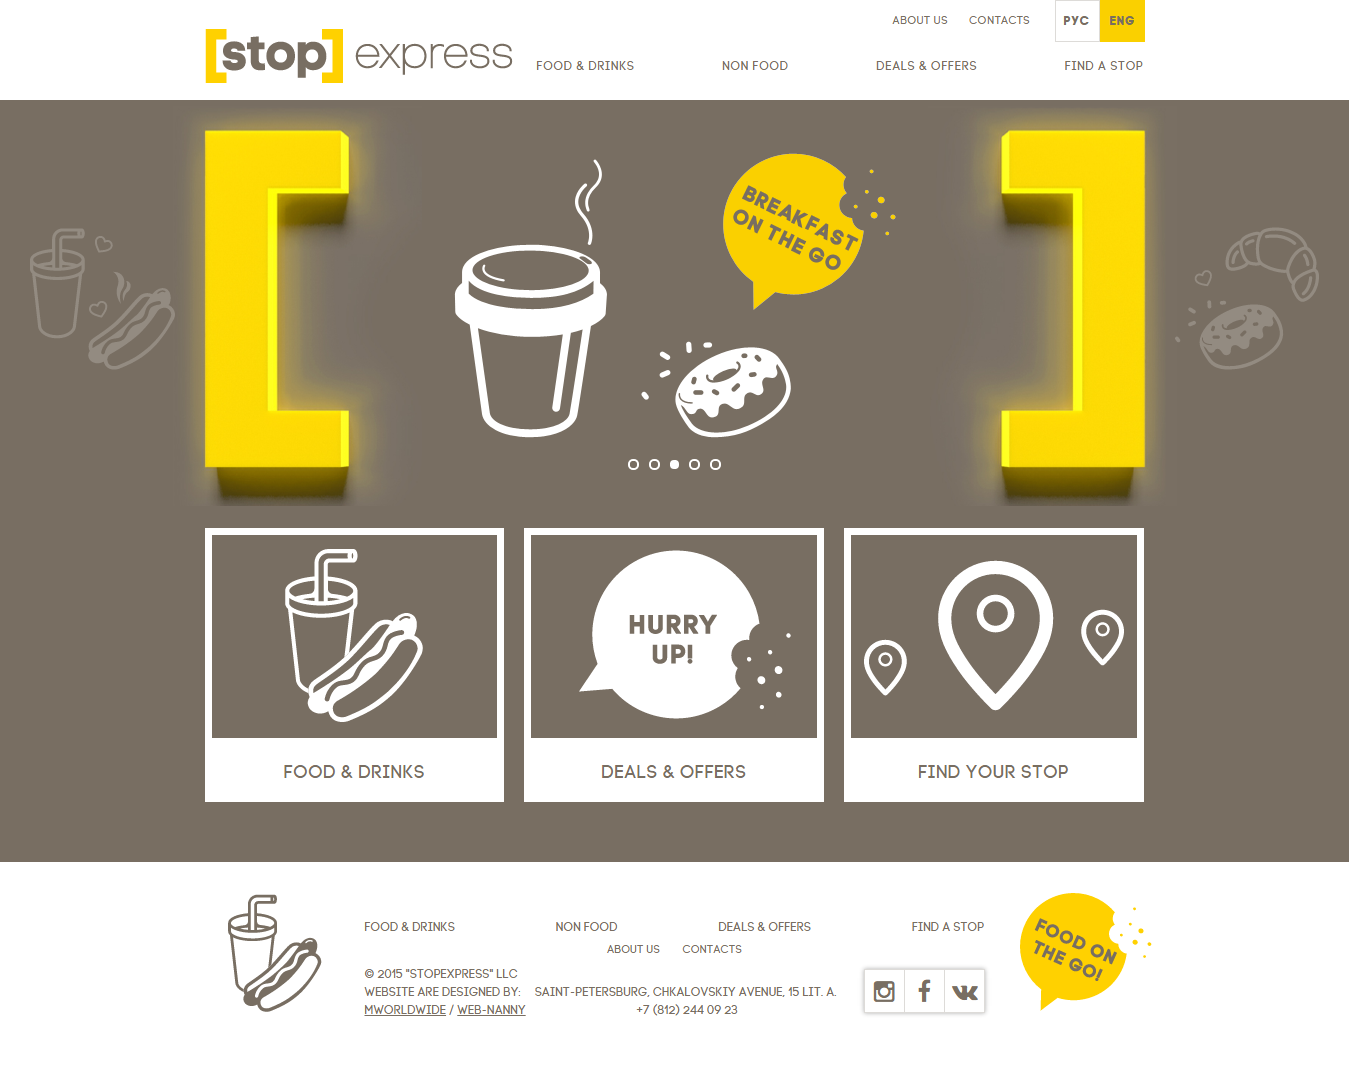 ABOUT US CONTACTS РУС ENG
[stop] express
FOOD & DRINKS NON FOOD DEALS & OFFERS FIND A STOP
BREAKFAST
ON THE GO
HURRY
UP!
FOOD & DRINKS DEALS & OFFERS FIND YOUR STOP
FOOD & DRINKS NON FOOD DEALS & OFFERS FIND A STOP
ABOUT US CONTACTS
FOOD ON
THE GO!
© 2015 "STOPEXPRESS" LLC
WEBSITE ARE DESIGNED BY:
MWORLDWIDE / WEB-NANNY
SAINT-PETERSBURG, CHKALOVSKIY AVENUE, 15 LIT. A.
+7 (812) 244 09 23